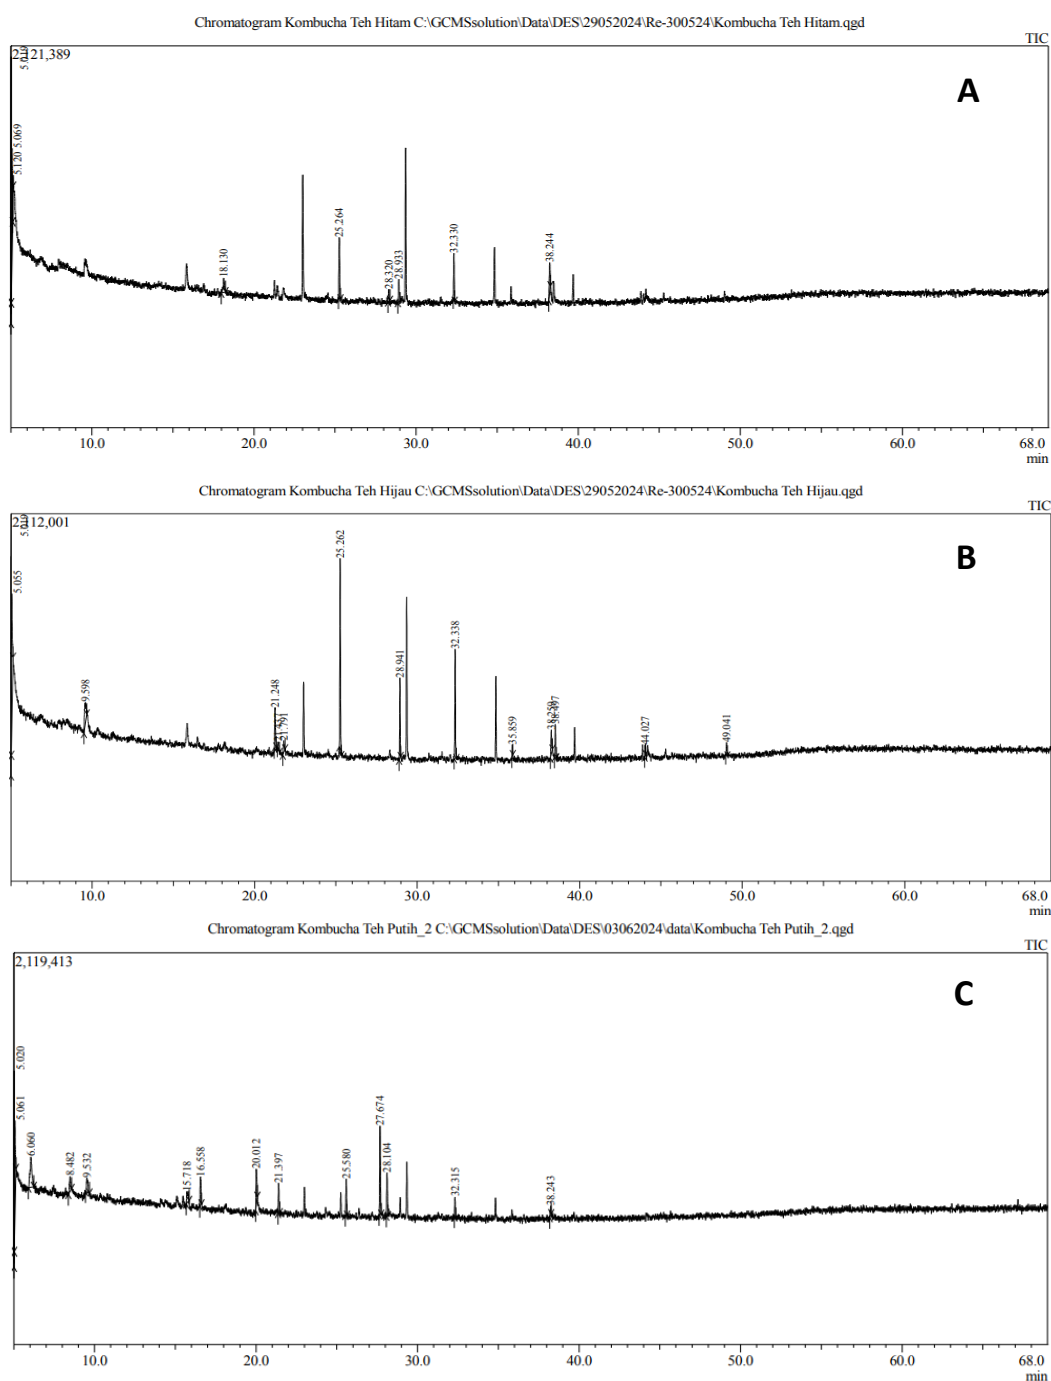 Chromatogram Kombucha Teh Hitam C:\GCMSsolution\Data\DES\29052024\Re-300524\Kombucha Teh Hitam.qgd
TIC
2,121,389
A
5.120 5.069
18.130
25.264
28.320
28.933
32.330
38.244
10.0 20.0 30.0 40.0 50.0 60.0 68.0
min
Chromatogram Kombucha Teh Hijau C:\GCMSsolution\Data\DES\29052024\Re-300524\Kombucha Teh Hijau.qgd
TIC
2,112,001
B
5.055
9.598
21.248
21.791
25.262
28.941
32.338
35.859
38.259
38.497
44.027
49.041
10.0 20.0 30.0 40.0 50.0 60.0 68.0
min
Chromatogram Kombucha Teh Putih_2 C:\GCMSsolution\Data\DES\03062024\data\Kombucha Teh Putih_2.qgd
TIC
2,119,413
C
5.020
5.061
6.060
8.482
9.532
15.718
16.558
20.012
21.397
25.580
27.674
28.104
32.315
38.243
10.0 20.0 30.0 40.0 50.0 60.0 68.0
min